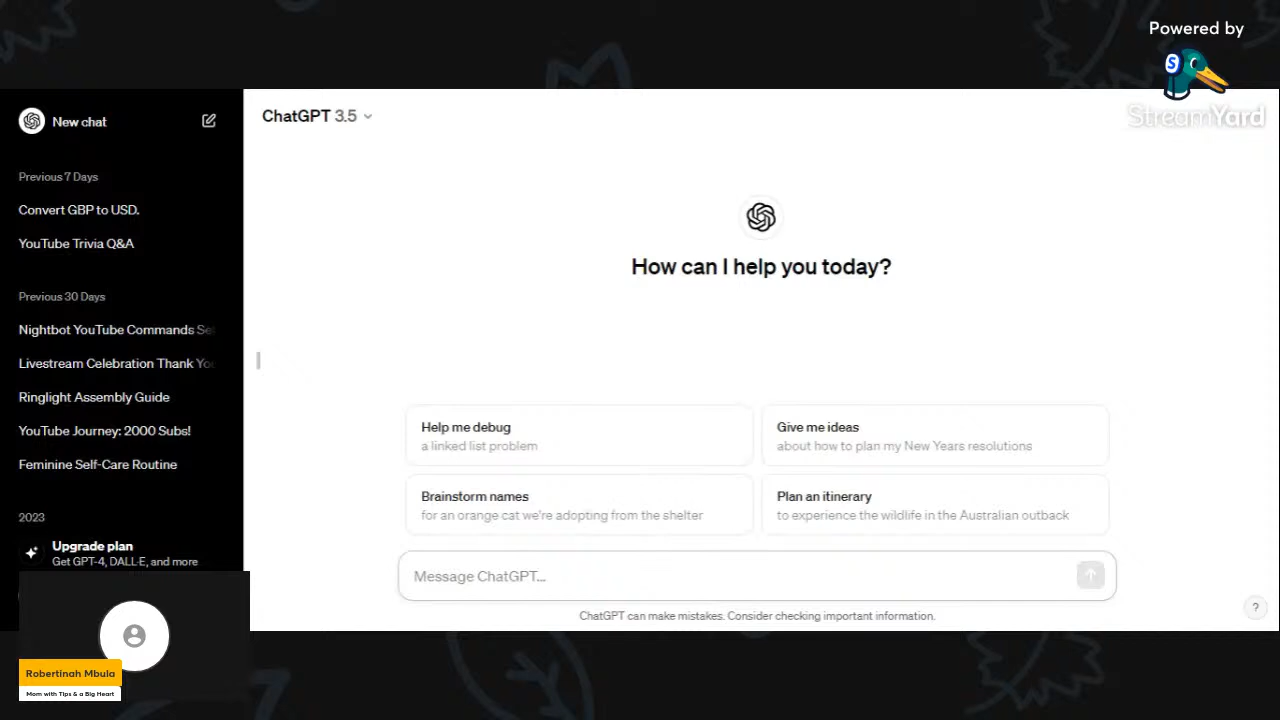 Powered by
S
StreamYard
New chat
Previous 7 Days
Convert GBP to USD.
YouTube Trivia Q&A
Previous 30 Days
Nightbot YouTube Commands Se
Livestream Celebration Thank You
Ringlight Assembly Guide
YouTube Journey: 2000 Subs!
Feminine Self-Care Routine
2023
Upgrade plan
Get GPT-4, DALL·E, and more
ChatGPT 3.5
How can I help you today?
Help me debug
a linked list problem
Give me ideas
about how to plan my New Years resolutions
Brainstorm names
for an orange cat we're adopting from the shelter
Plan an itinerary
to experience the wildlife in the Australian outback
Message ChatGPT...
ChatGPT can make mistakes. Consider checking important information.
?
Robertinah Mbula
Mom with Tips & a Big Heart